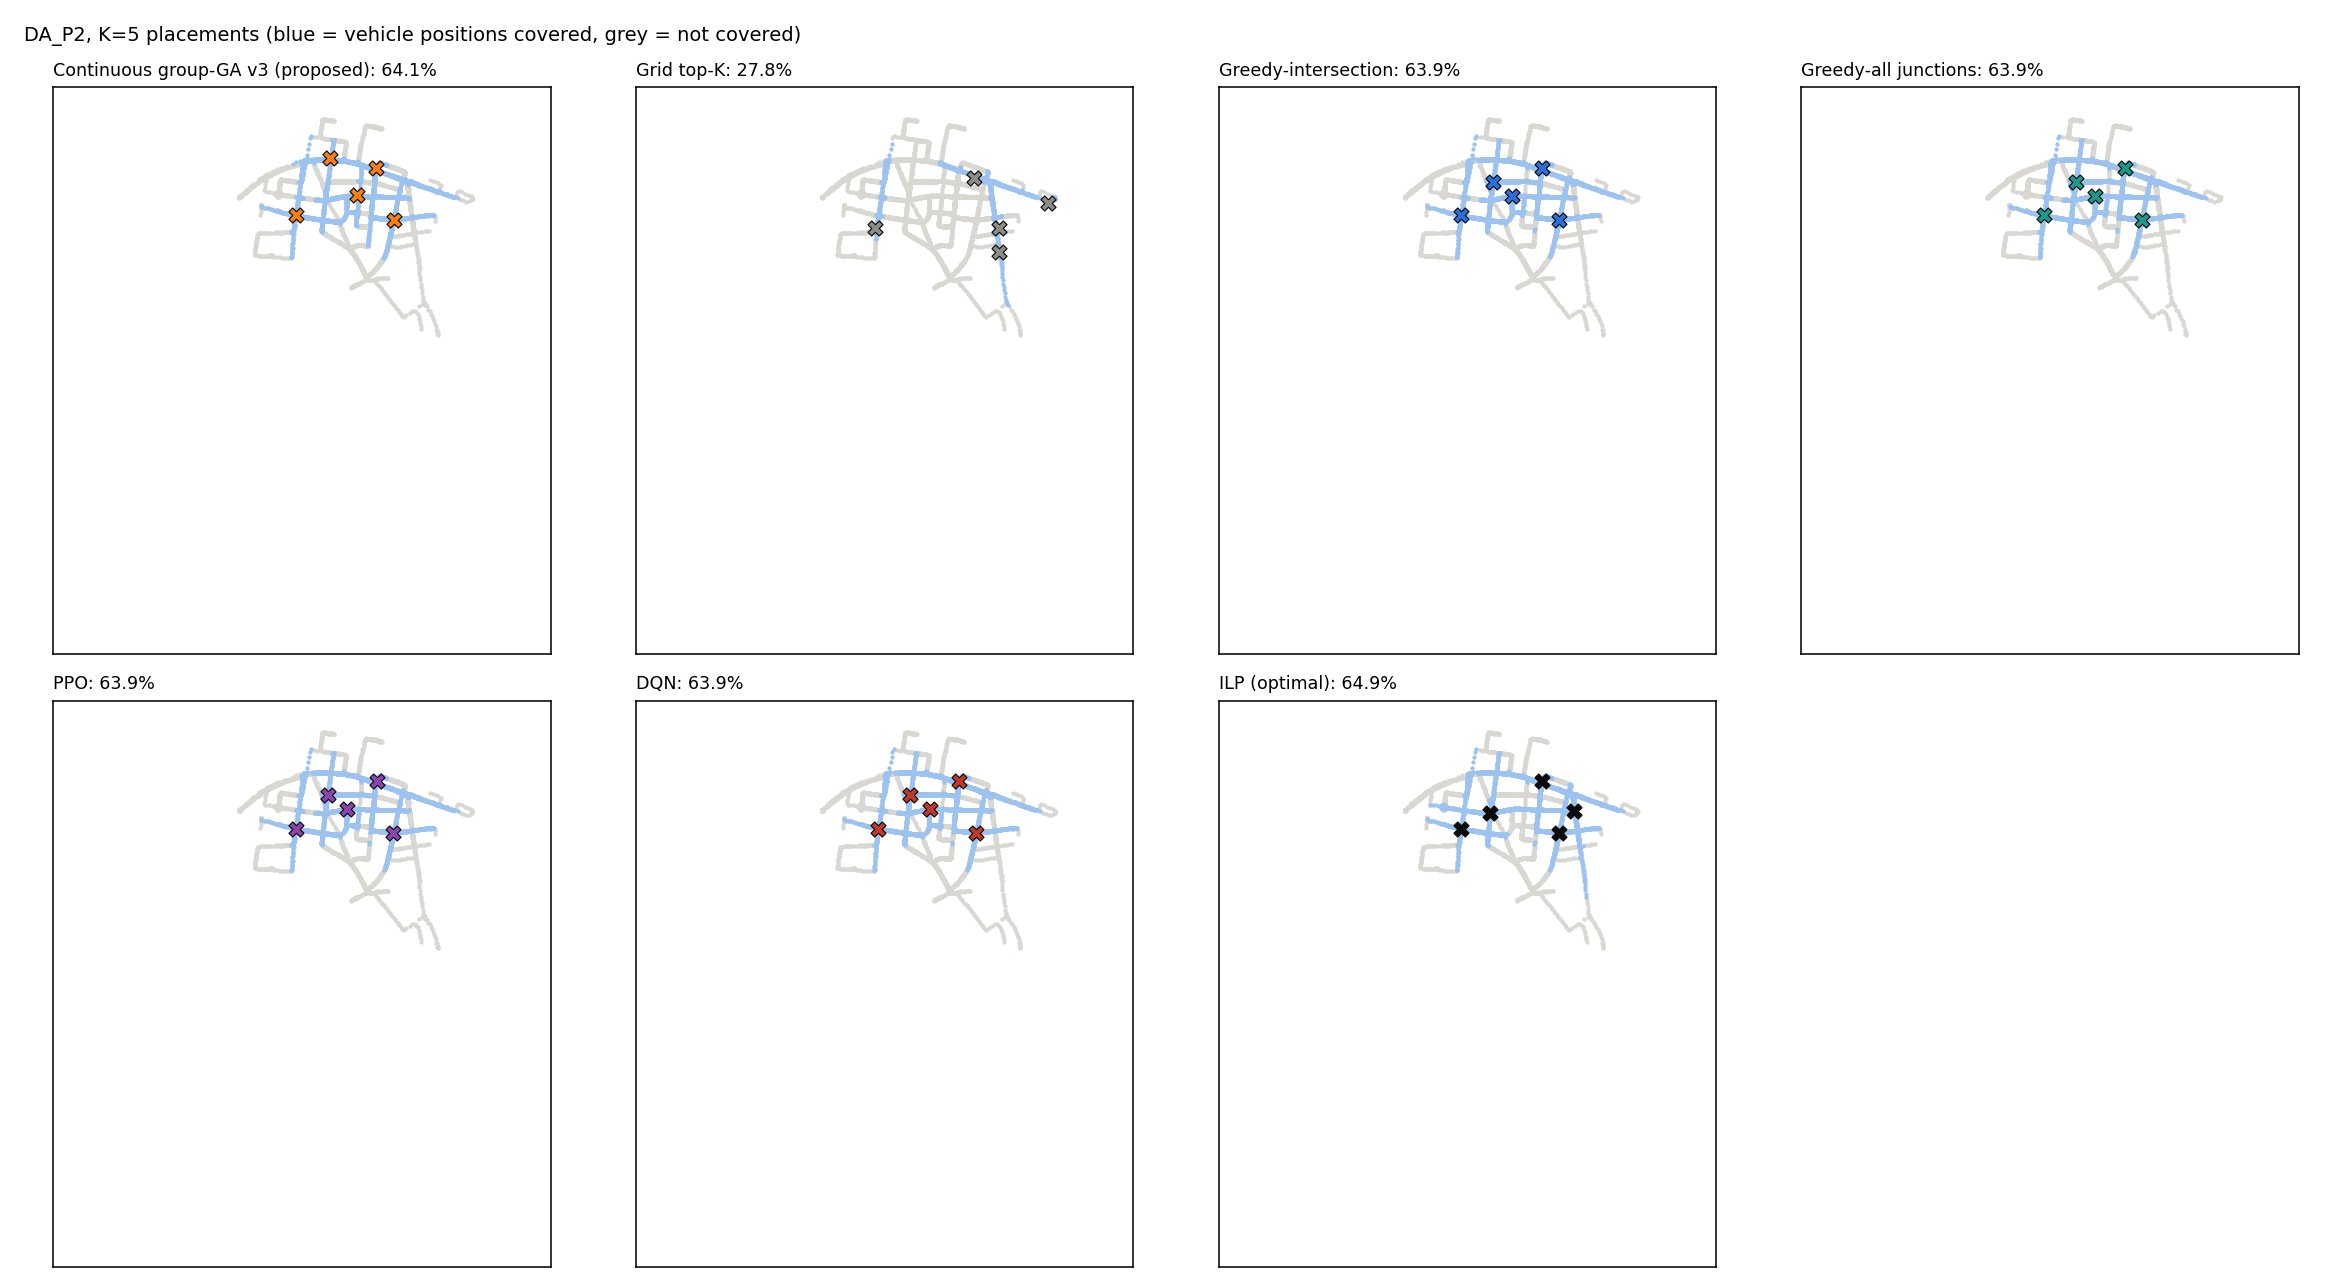 DA_P2, K=5 placements (blue = vehicle positions covered, grey = not covered)
Continuous group-GA v3 (proposed): 64.1%
Grid top-K: 27.8%
Greedy-intersection: 63.9%
Greedy-all junctions: 63.9%
PPO: 63.9%
DQN: 63.9%
ILP (optimal): 64.9%